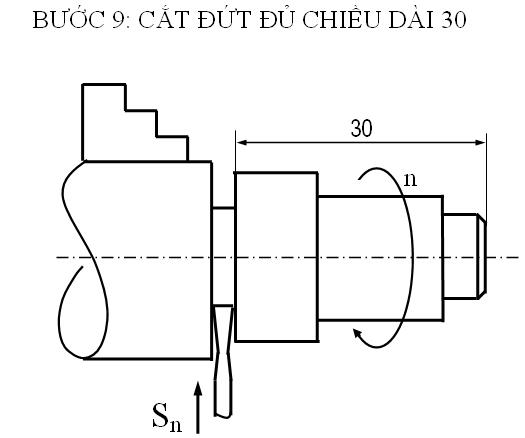 BƯỚC 9: CẮT ĐỨT ĐỦ CHIỀU DÀI 30
30
n
Sn